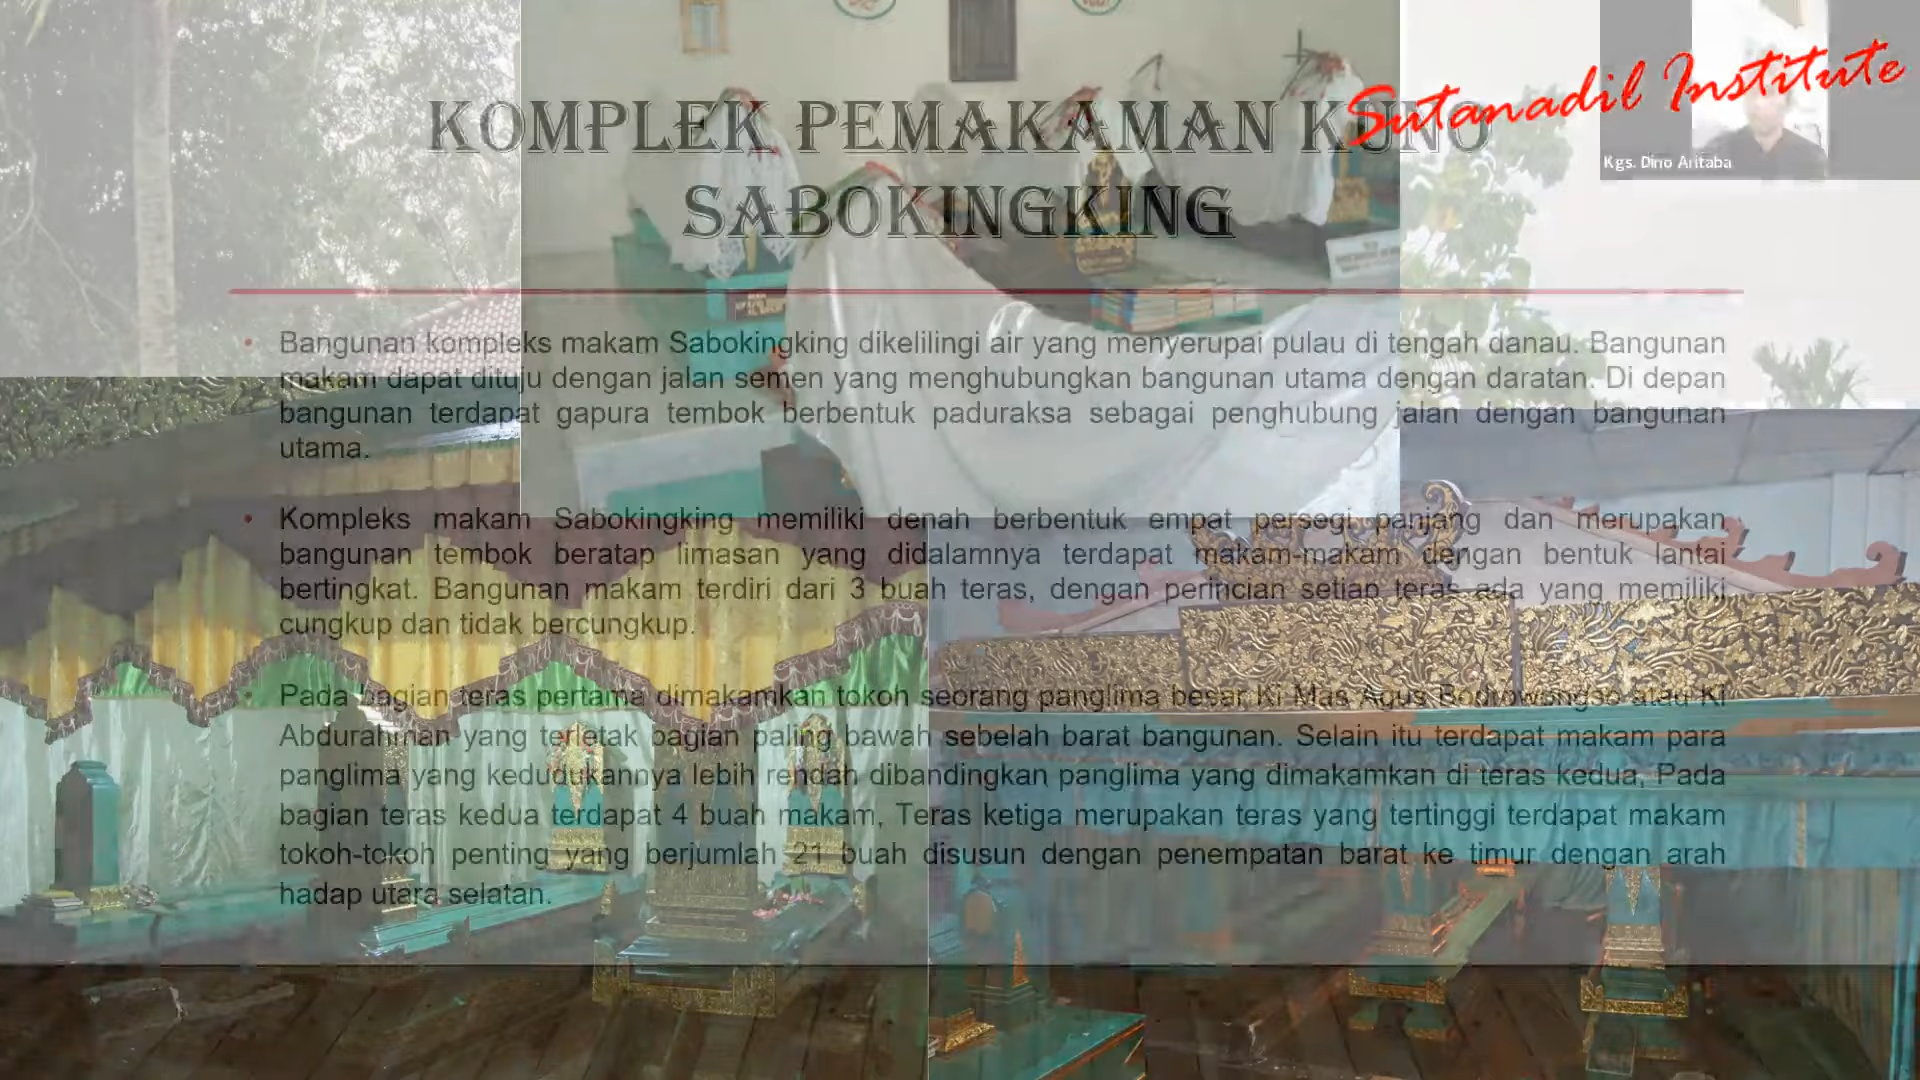 Sutanadil Institute
KOMPLEK PEMAKAMAN KUNO
SABOKINGKING
Kgs. Dino Aritaba
• Bangunan kompleks makam Sabokingking dikelilingi air yang menyerupai pulau di tengah danau. Bangunan
makam dapat dituju dengan jalan semen yang menghubungkan bangunan utama dengan daratan. Di depan
bangunan terdapat gapura tembok berbentuk paduraksa sebagai penghubung jalan dengan bangunan
utama.
• Kompleks makam Sabokingking memiliki denah berbentuk empat persegi panjang dan merupakan
bangunan tembok beratap limasan yang didalamnya terdapat makam-makam dengan bentuk lantai
bertingkat. Bangunan makam terdiri dari 3 buah teras, dengan perincian setiap teras ada yang memiliki
cungkup dan tidak bercungkup.
• Pada bagian teras pertama dimakamkan tokoh seorang panglima besar Ki Mas Agus Bodrowongso atau Ki
Abdurahman yang terletak bagian paling bawah sebelah barat bangunan. Selain itu terdapat makam para
panglima yang kedudukannya lebih rendah dibandingkan panglima yang dimakamkan di teras kedua, Pada
bagian teras kedua terdapat 4 buah makam, Teras ketiga merupakan teras yang tertinggi terdapat makam
tokoh-tokoh penting yang berjumlah 21 buah disusun dengan penempatan barat ke timur dengan arah
hadap utara selatan.